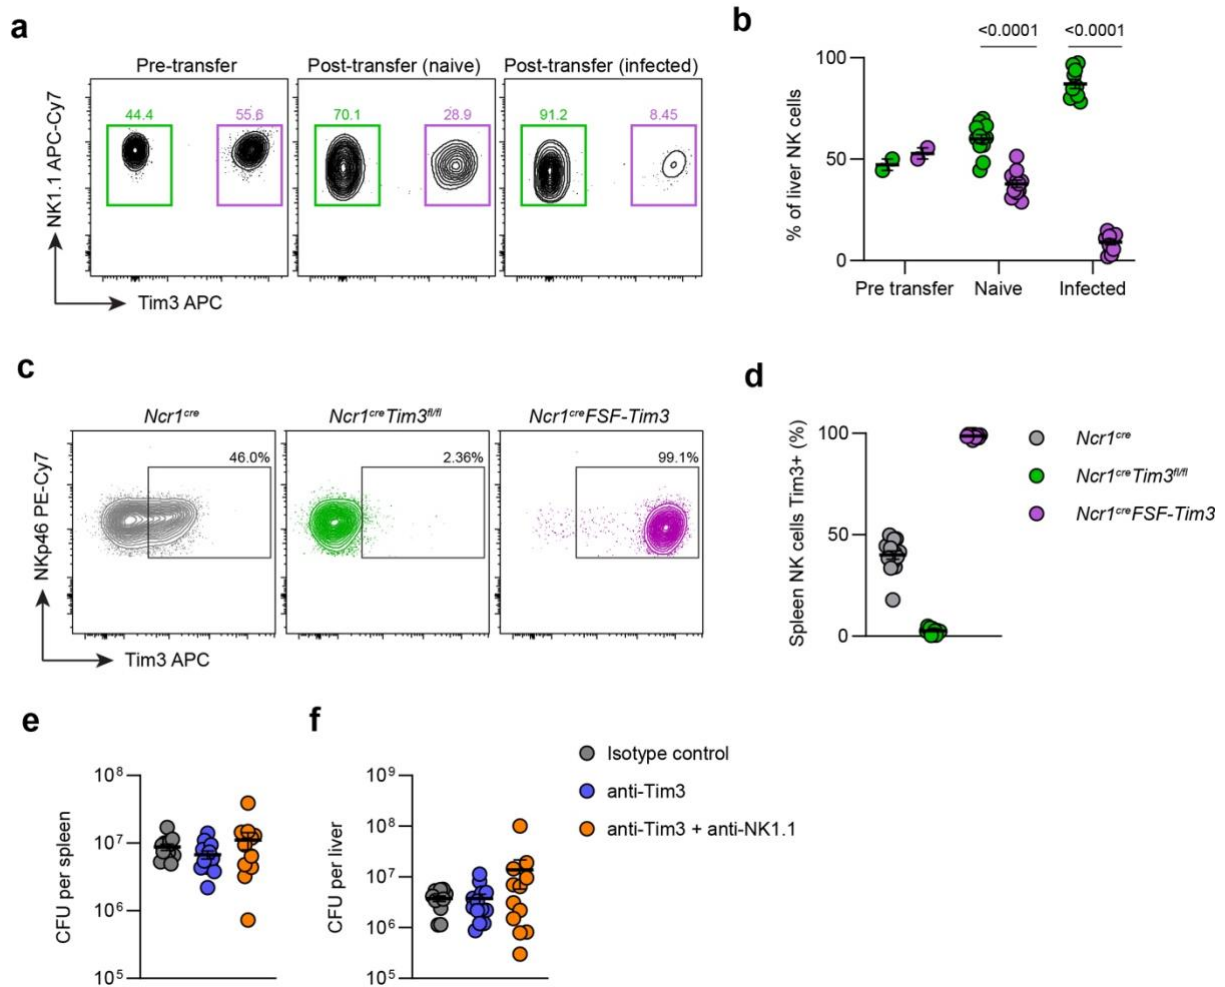 a
Pre-transfer
Post-transfer (naive)
Post-transfer (infected)
44.4
55.6
70.1
28.9
91.2
8.45
NK1.1 APC-Cy7
Tim3 APC
b
<0.0001
<0.0001
100
50
0
% of liver NK cells
Pre transfer
Naive
Infected
c
Ncr1cre
Ncr1creTim3fl/fl
Ncr1creFSF-Tim3
46.0%
2.36%
99.1%
NKp46 PE-Cy7
Tim3 APC
d
100
50
0
Spleen NK cells Tim3+ (%)
Ncr1cre
Ncr1creTim3fl/fl
Ncr1creFSF-Tim3
e
10⁸
10⁷
10⁶
10⁵
CFU per spleen
f
10⁹
10⁸
10⁷
10⁶
10⁵
CFU per liver
Isotype control
anti-Tim3
anti-Tim3 + anti-NK1.1